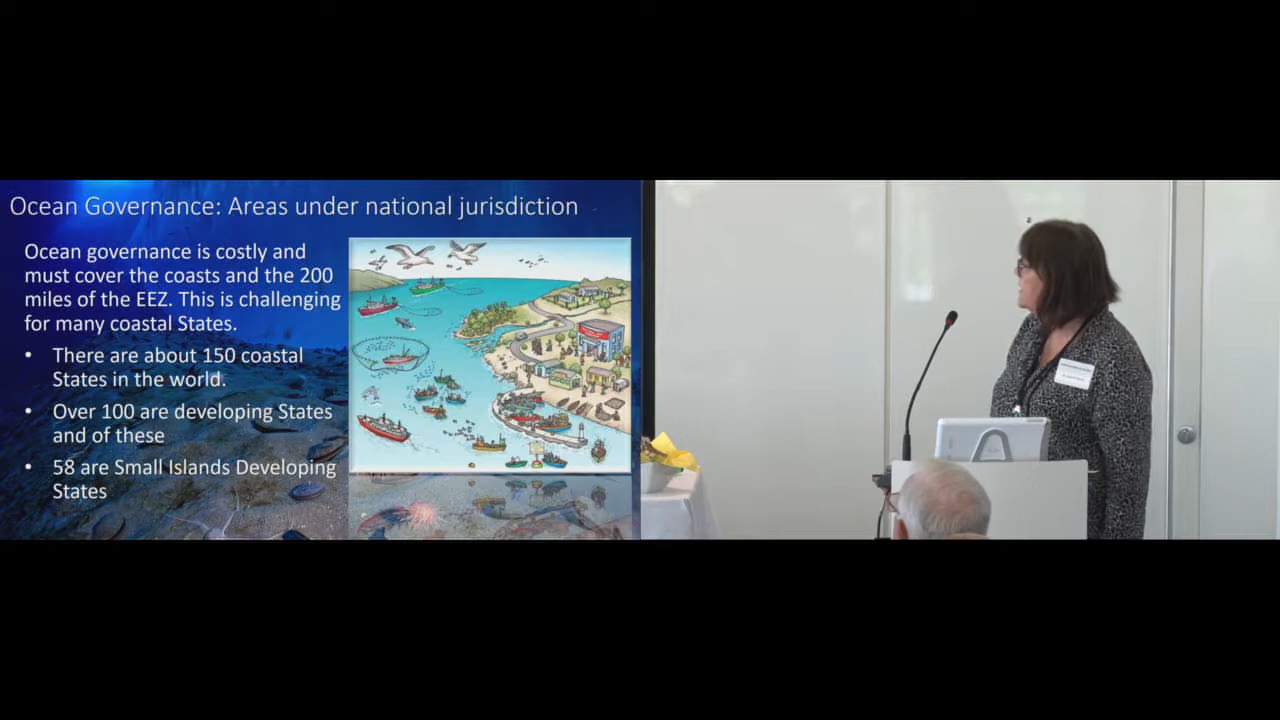 Ocean Governance: Areas under national jurisdiction
Ocean governance is costly and
must cover the coasts and the 200
miles of the EEZ. This is challenging
for many coastal States.
• There are about 150 coastal
States in the world.
• Over 100 are developing States
and of these
• 58 are Small Islands Developing
States